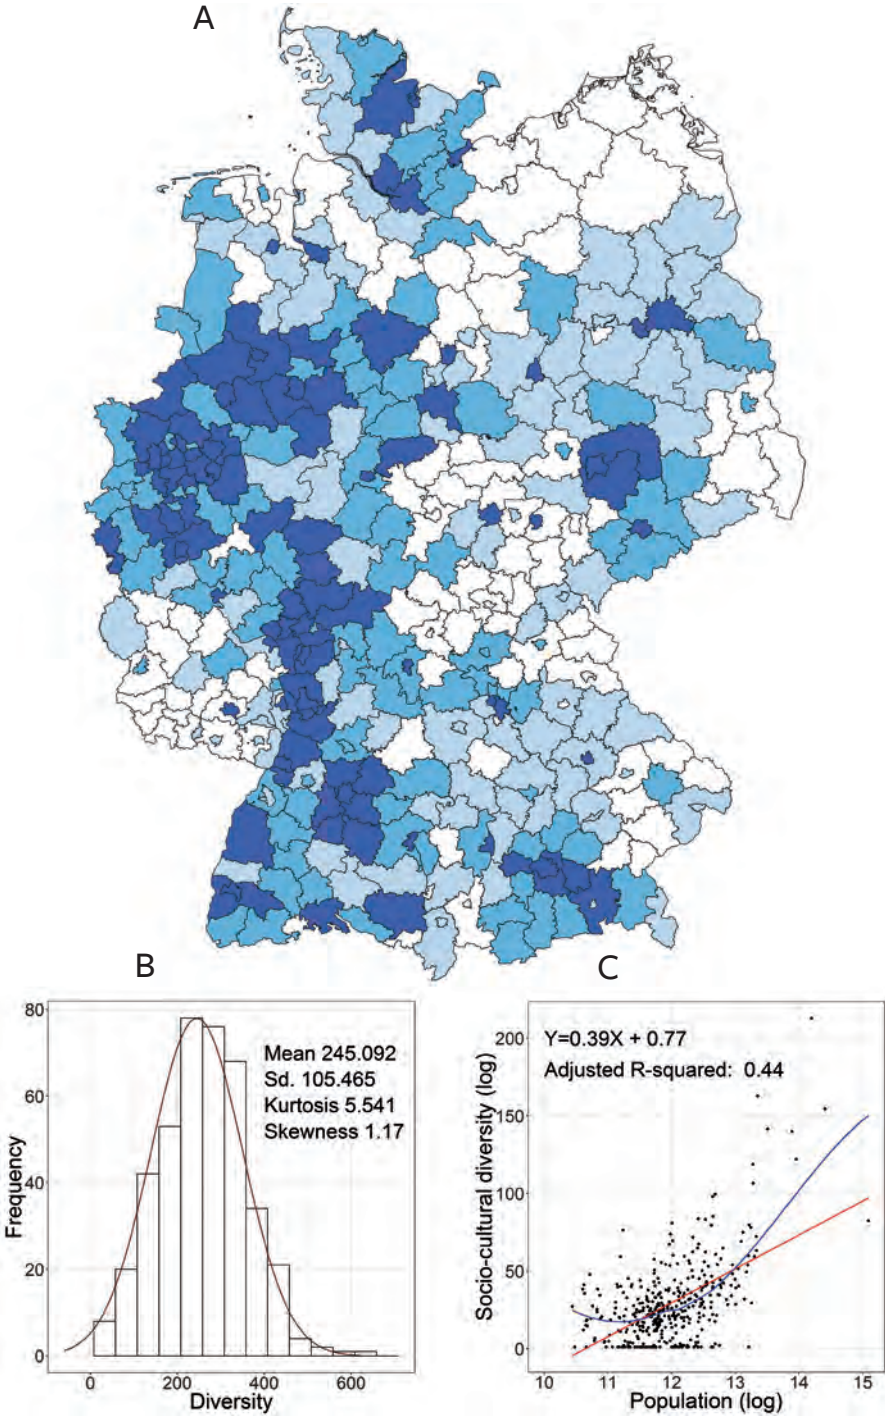 A
B
C
80
60
40
20
0
Frequency
Mean 245.092
Sd. 105.465
Kurtosis 5.541
Skewness 1.17
0 200 400 600
Diversity
200
150
100
50
0
Socio-cultural diversity (log)
Y=0.39X + 0.77
Adjusted R-squared: 0.44
10 11 12 13 14 15
Population (log)